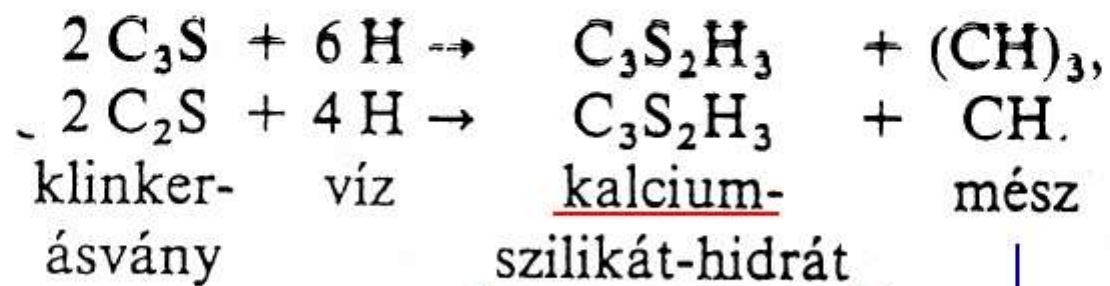 2 C₃S + 6 H → C₃S₂H₃ + (CH)₃,
2 C₂S + 4 H → C₃S₂H₃ + CH.
klinker- víz kalcium- mész
ásvány szilikát-hidrát